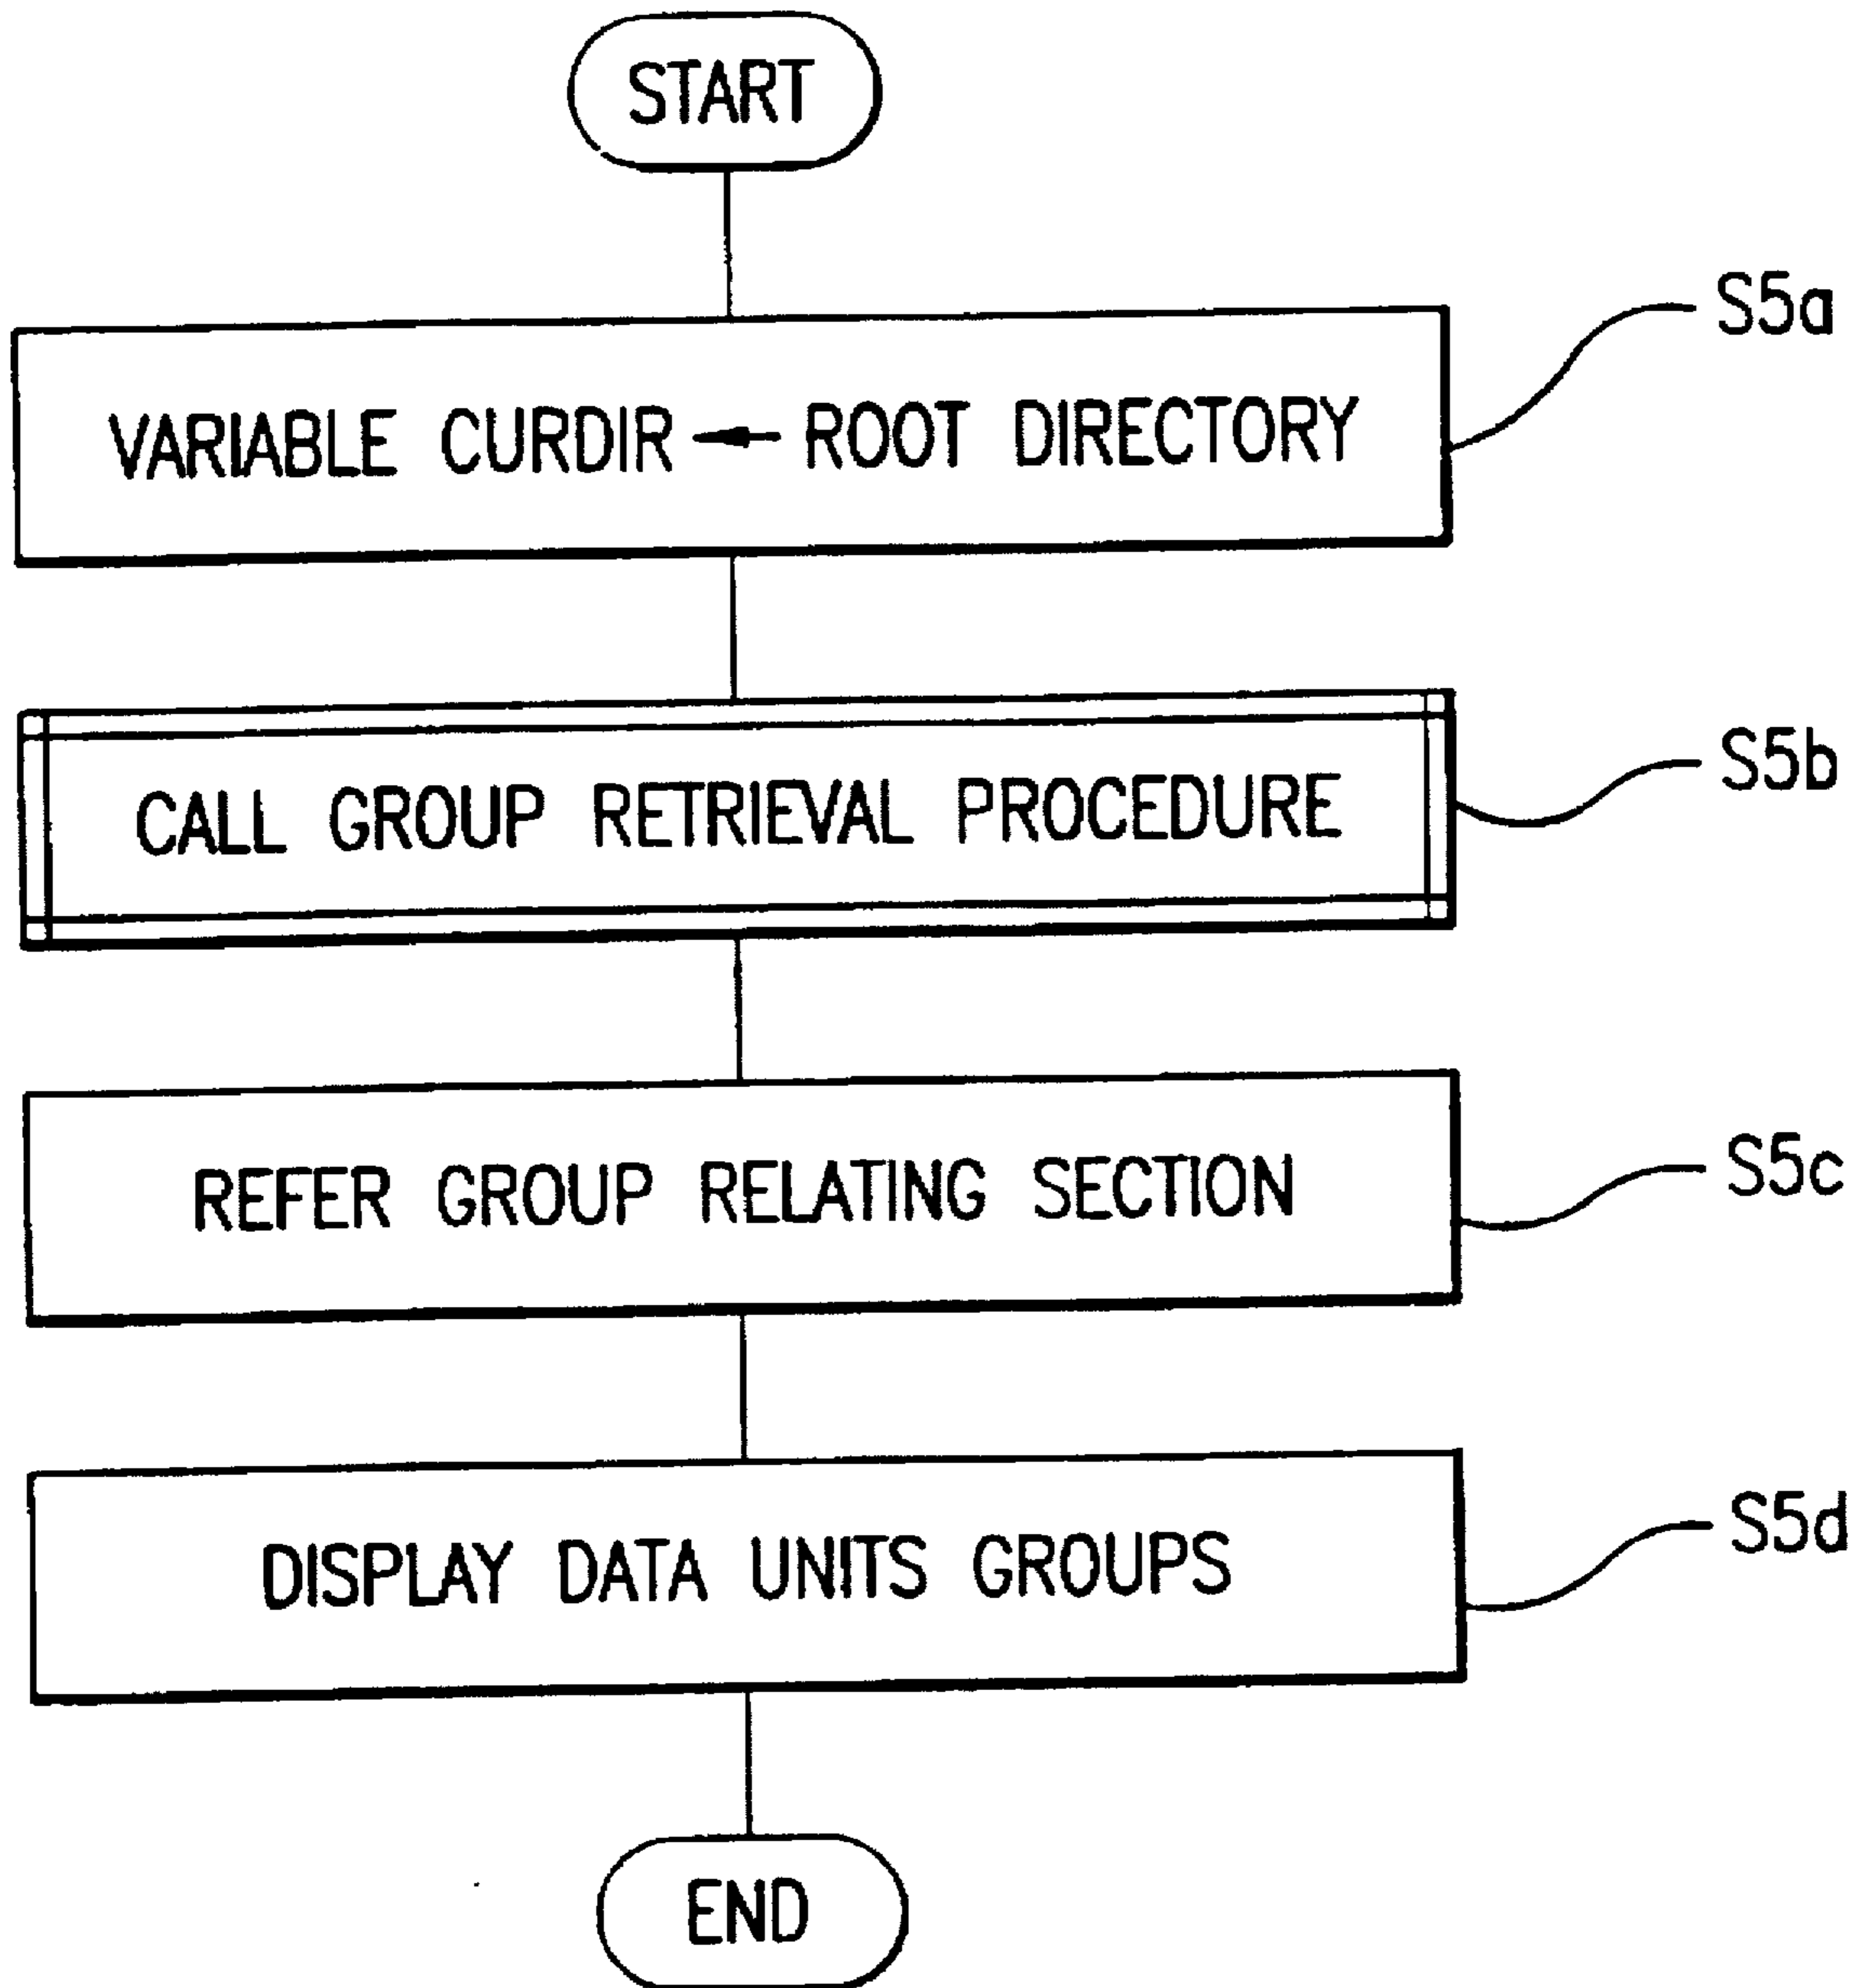 START
S5a
VARIABLE CURDIR ← ROOT DIRECTORY
S5b
CALL GROUP RETRIEVAL PROCEDURE
S5c
REFER GROUP RELATING SECTION
S5d
DISPLAY DATA UNITS GROUPS
END